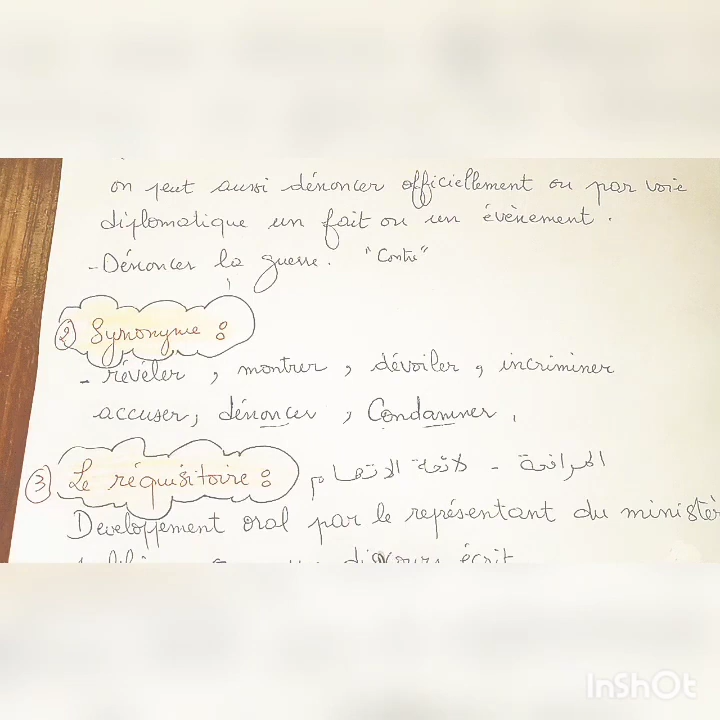 on peut aussi dénoncer officiellement ou par voie
diplomatique un fait ou un évènement.
- Dénoncer la guerre. "Contre"
2 Synonyme :
- révéler, montrer, dévoiler, incriminer
accuser, dénoncer, Condamner.
3 Le réquisitoire : المرافعة - لائحة الاتهام
Developpement oral par le représentant du ministèr
discours écrit
InShOt